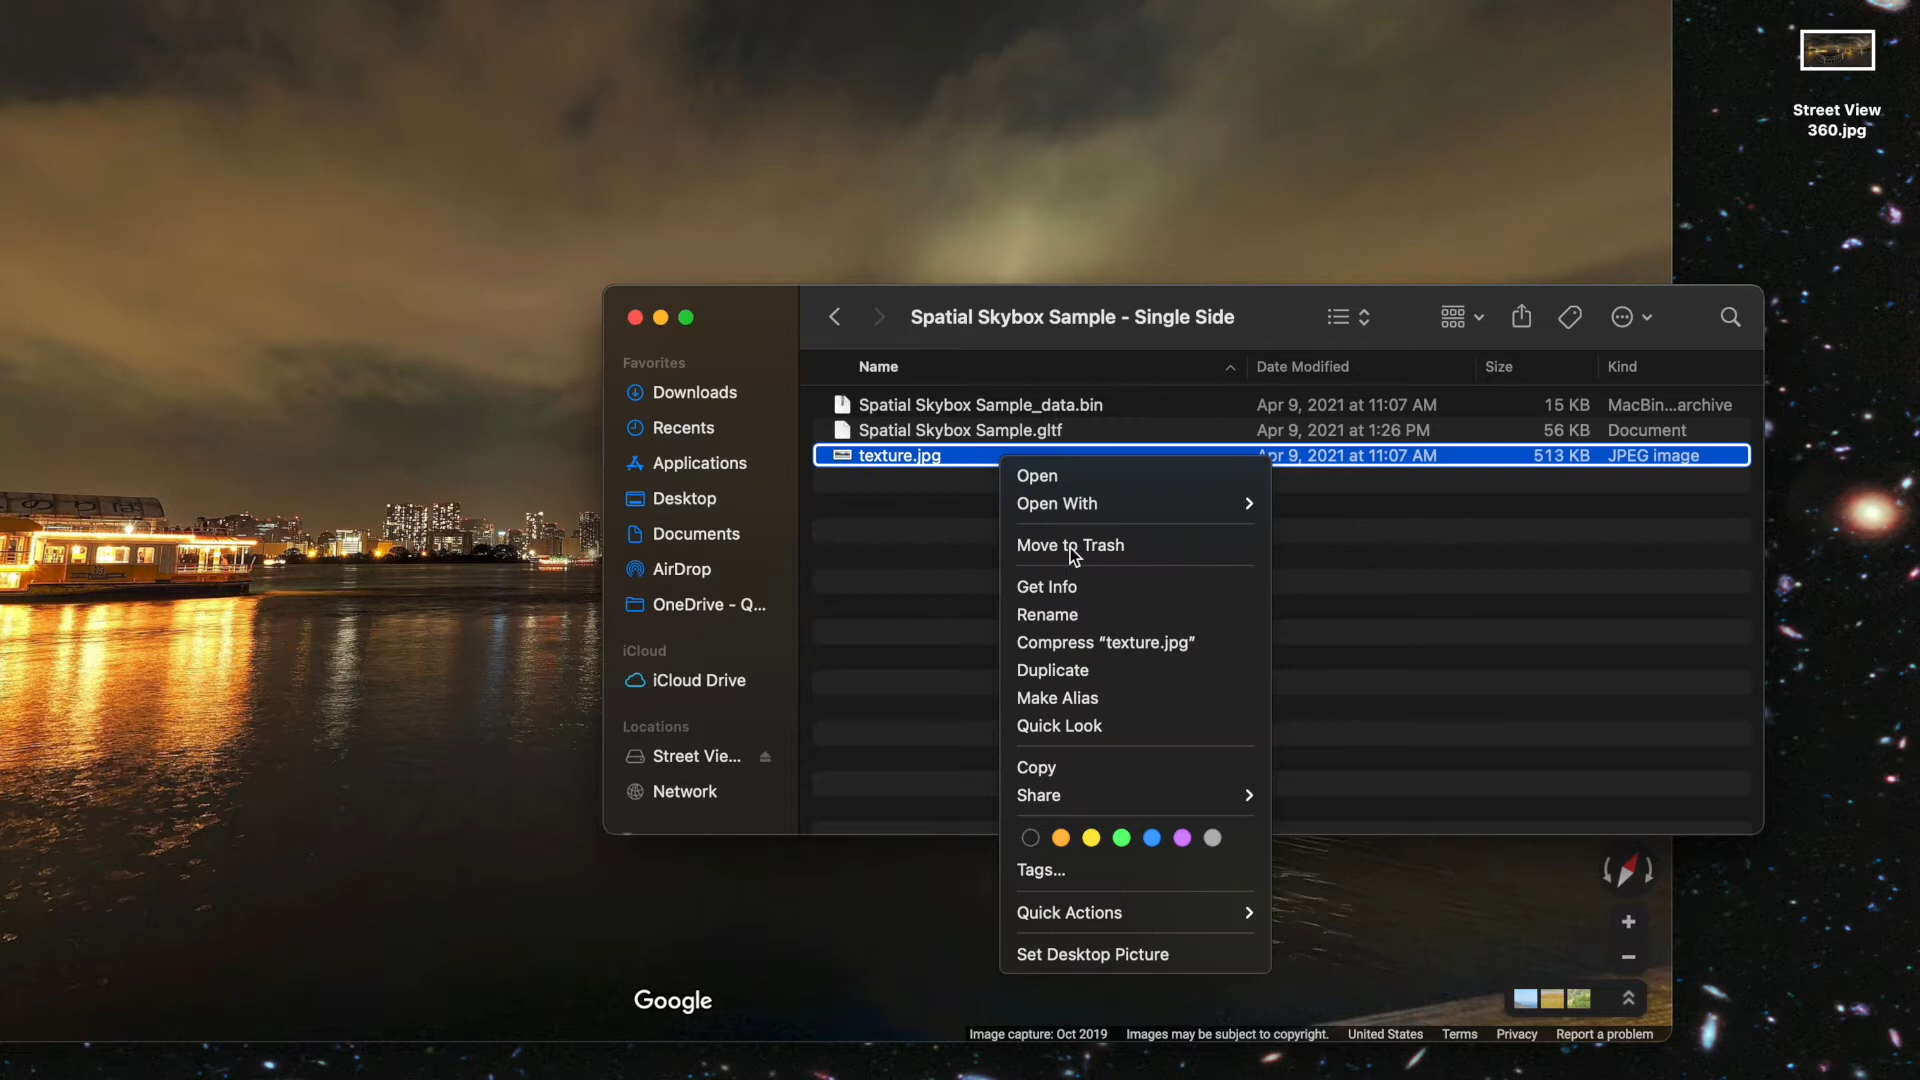 Street View
360.jpg
Spatial Skybox Sample - Single Side
Favorites
Downloads
Recents
Applications
Desktop
Documents
AirDrop
OneDrive - Q...
iCloud
iCloud Drive
Locations
Street Vie...
Network
Name Date Modified Size Kind
Spatial Skybox Sample_data.bin Apr 9, 2021 at 11:07 AM 15 KB MacBin...archive
Spatial Skybox Sample.gltf Apr 9, 2021 at 1:26 PM 56 KB Document
texture.jpg Apr 9, 2021 at 11:07 AM 513 KB JPEG image
Open
Open With
Move to Trash
Get Info
Rename
Compress “texture.jpg”
Duplicate
Make Alias
Quick Look
Copy
Share
Tags...
Quick Actions
Set Desktop Picture
Google
Image capture: Oct 2019 Images may be subject to copyright. United States Terms Privacy Report a problem